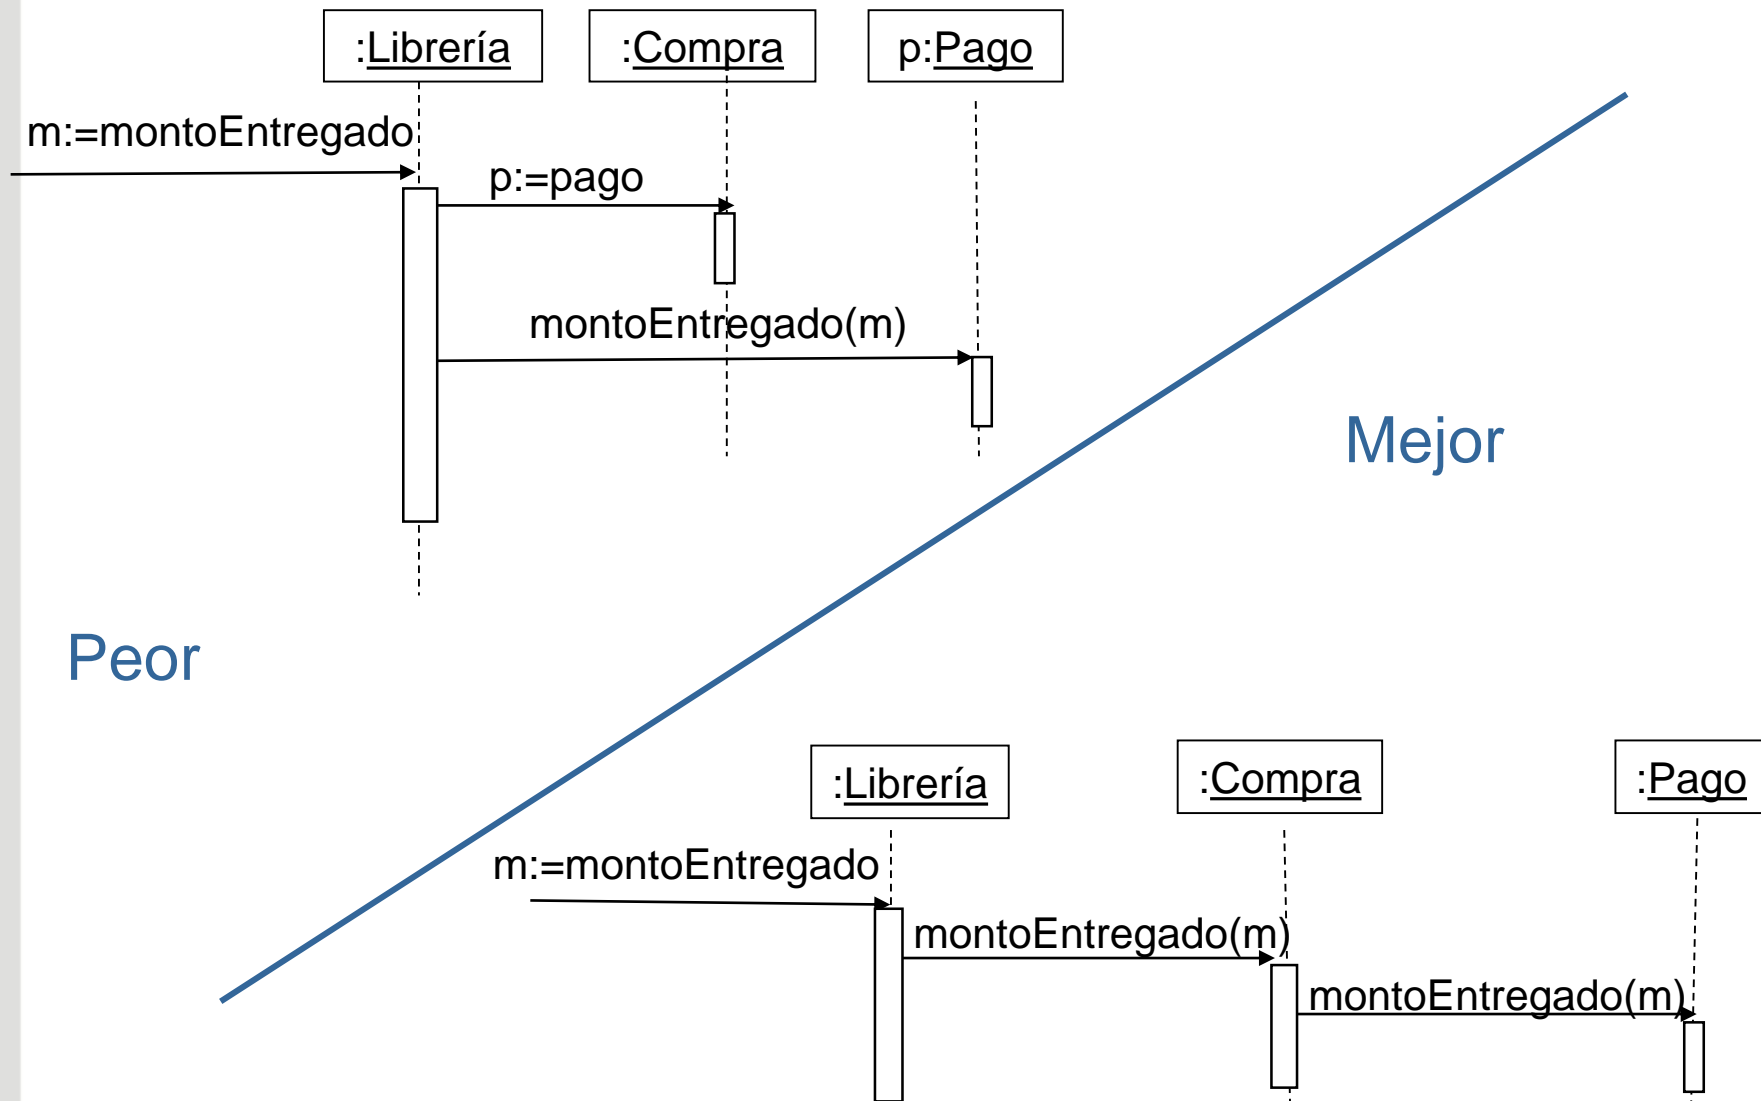 :Librería
:Compra
p:Pago
m:=montoEntregado
p:=pago
montoEntregado(m)
Mejor
Peor
:Librería
:Compra
:Pago
m:=montoEntregado
montoEntregado(m)
montoEntregado(m)